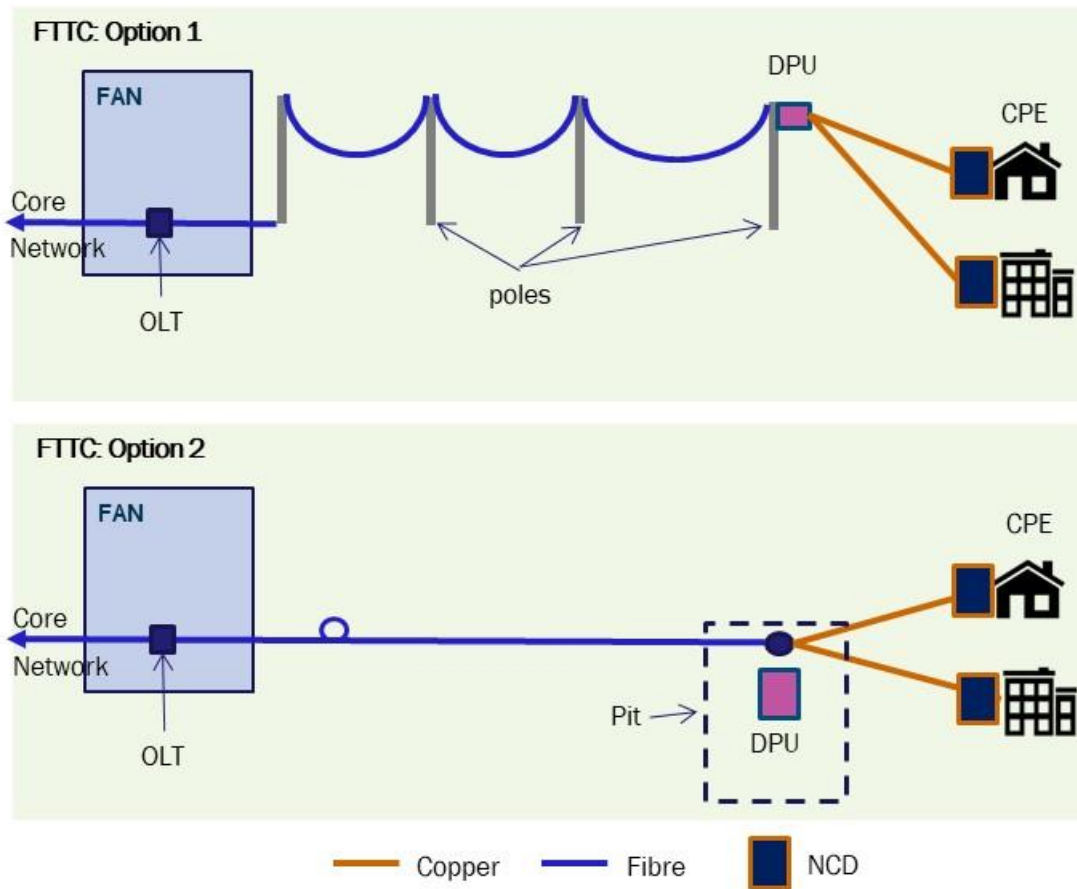 FTTC: Option 1
DPU
FAN
CPE
Core
Network
poles
OLT
FTTC: Option 2
FAN
CPE
Core
Network
Pit
DPU
OLT
Copper
Fibre
NCD